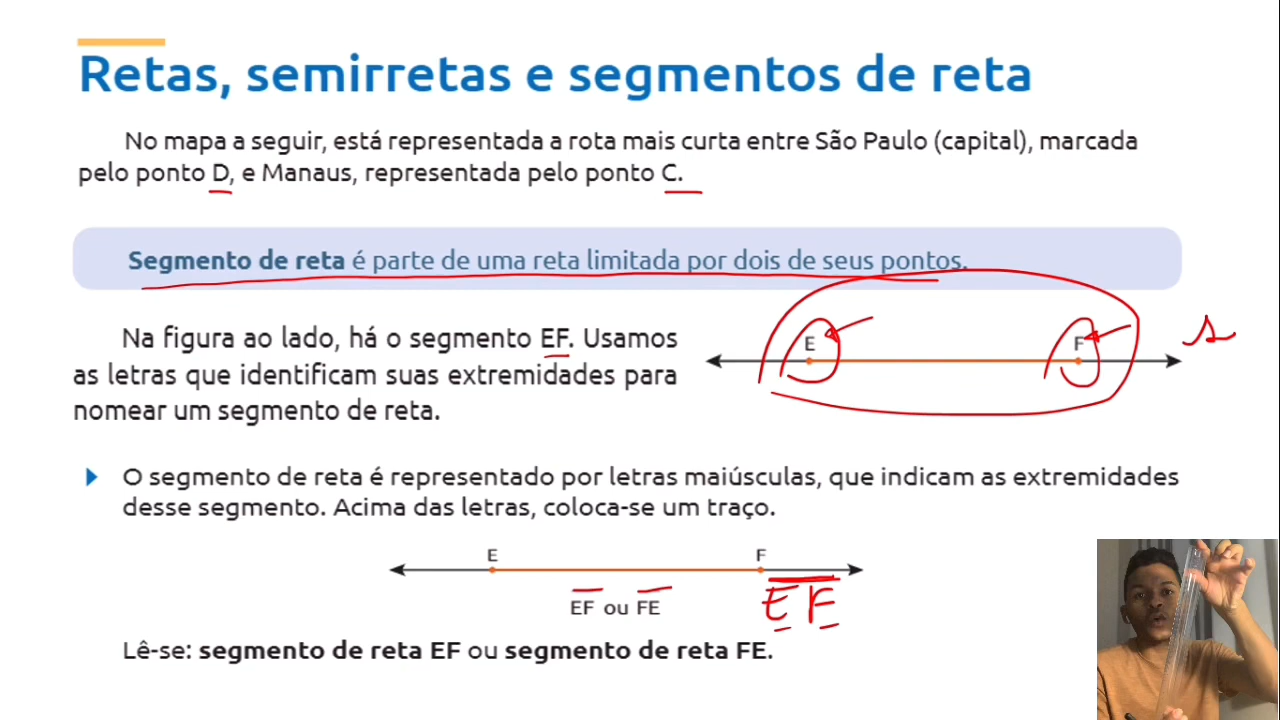 Retas, semirretas e segmentos de reta
No mapa a seguir, está representada a rota mais curta entre São Paulo (capital), marcada
pelo ponto D, e Manaus, representada pelo ponto C.
Segmento de reta é parte de uma reta limitada por dois de seus pontos.
Na figura ao lado, há o segmento EF. Usamos
as letras que identificam suas extremidades para
nomear um segmento de reta.
E F s
O segmento de reta é representado por letras maiúsculas, que indicam as extremidades
desse segmento. Acima das letras, coloca-se um traço.
E F
EF ou FE EF
Lê-se: segmento de reta EF ou segmento de reta FE.